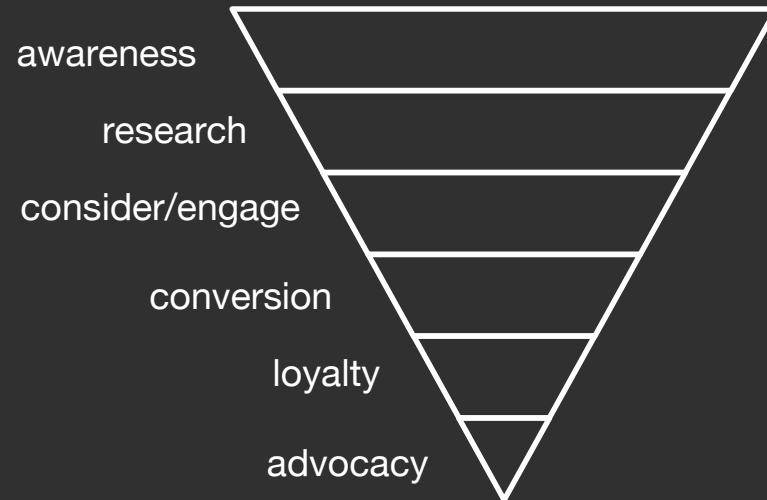 awareness
research
consider/engage
conversion
loyalty
advocacy